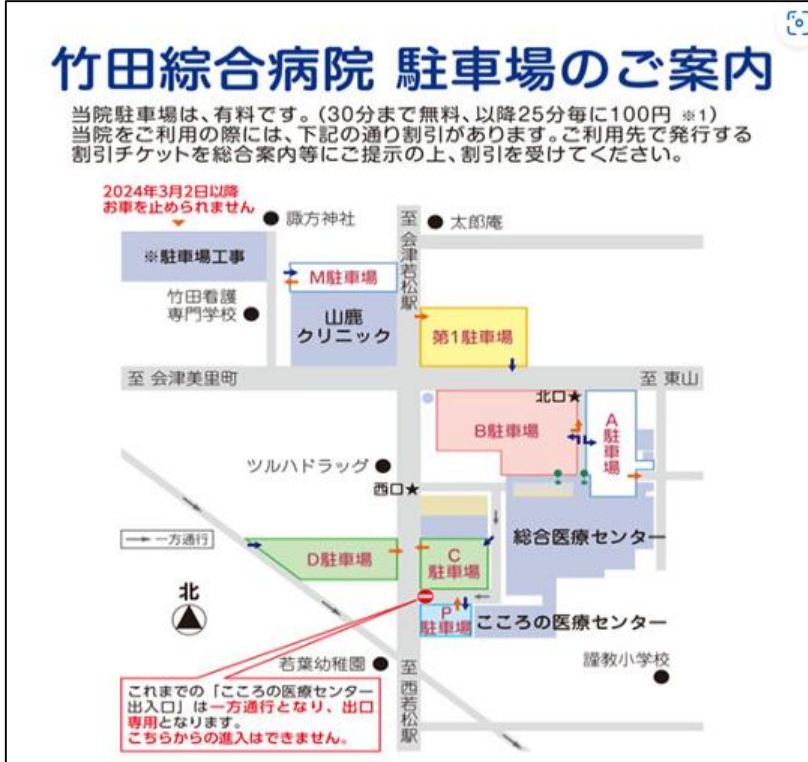 竹田綜合病院 駐車場のご案内
当院駐車場は、有料です。(30分まで無料、以降25分毎に100円 ※1)
当院をご利用の際には、下記の通り割引があります。ご利用先で発行する
割引チケットを総合案内等にご提示の上、割引を受けてください。
2024年3月2日以降
お車を止められません
諏方神社
至 会津若松駅
太郎庵
※駐車場工事
M駐車場
竹田看護
専門学校
山鹿
クリニック
第1駐車場
至 会津美里町
至 東山
北口★
B駐車場
A駐車場
ツルハドラッグ
西口★
総合医療センター
一方通行
D駐車場
C
駐車場
北
P
駐車場
こころの医療センター
若葉幼稚園
至 西若松駅
謹教小学校
これまでの「こころの医療センター
出入口」は一方通行となり、出口
専用となります。
こちらからの進入はできません。